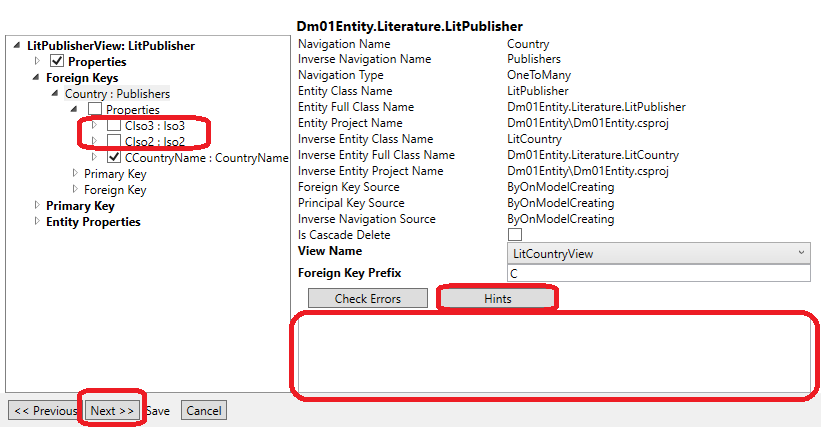 Dm01Entity.Literature.LitPublisher
LitPublisherView: LitPublisher
Properties
Foreign Keys
Country : Publishers
Properties
CIso3 : Iso3
CIso2 : Iso2
CCountryName : CountryName
Primary Key
Foreign Key
Primary Key
Entity Properties
Navigation Name Country
Inverse Navigation Name Publishers
Navigation Type OneToMany
Entity Class Name LitPublisher
Entity Full Class Name Dm01Entity.Literature.LitPublisher
Entity Project Name Dm01Entity\Dm01Entity.csproj
Inverse Entity Class Name LitCountry
Inverse Entity Full Class Name Dm01Entity.Literature.LitCountry
Inverse Entity Project Name Dm01Entity\Dm01Entity.csproj
Foreign Key Source ByOnModelCreating
Principal Key Source ByOnModelCreating
Inverse Navigation Source ByOnModelCreating
Is Cascade Delete
View Name LitCountryView
Foreign Key Prefix C
Check Errors Hints
<< Previous Next >> Save Cancel